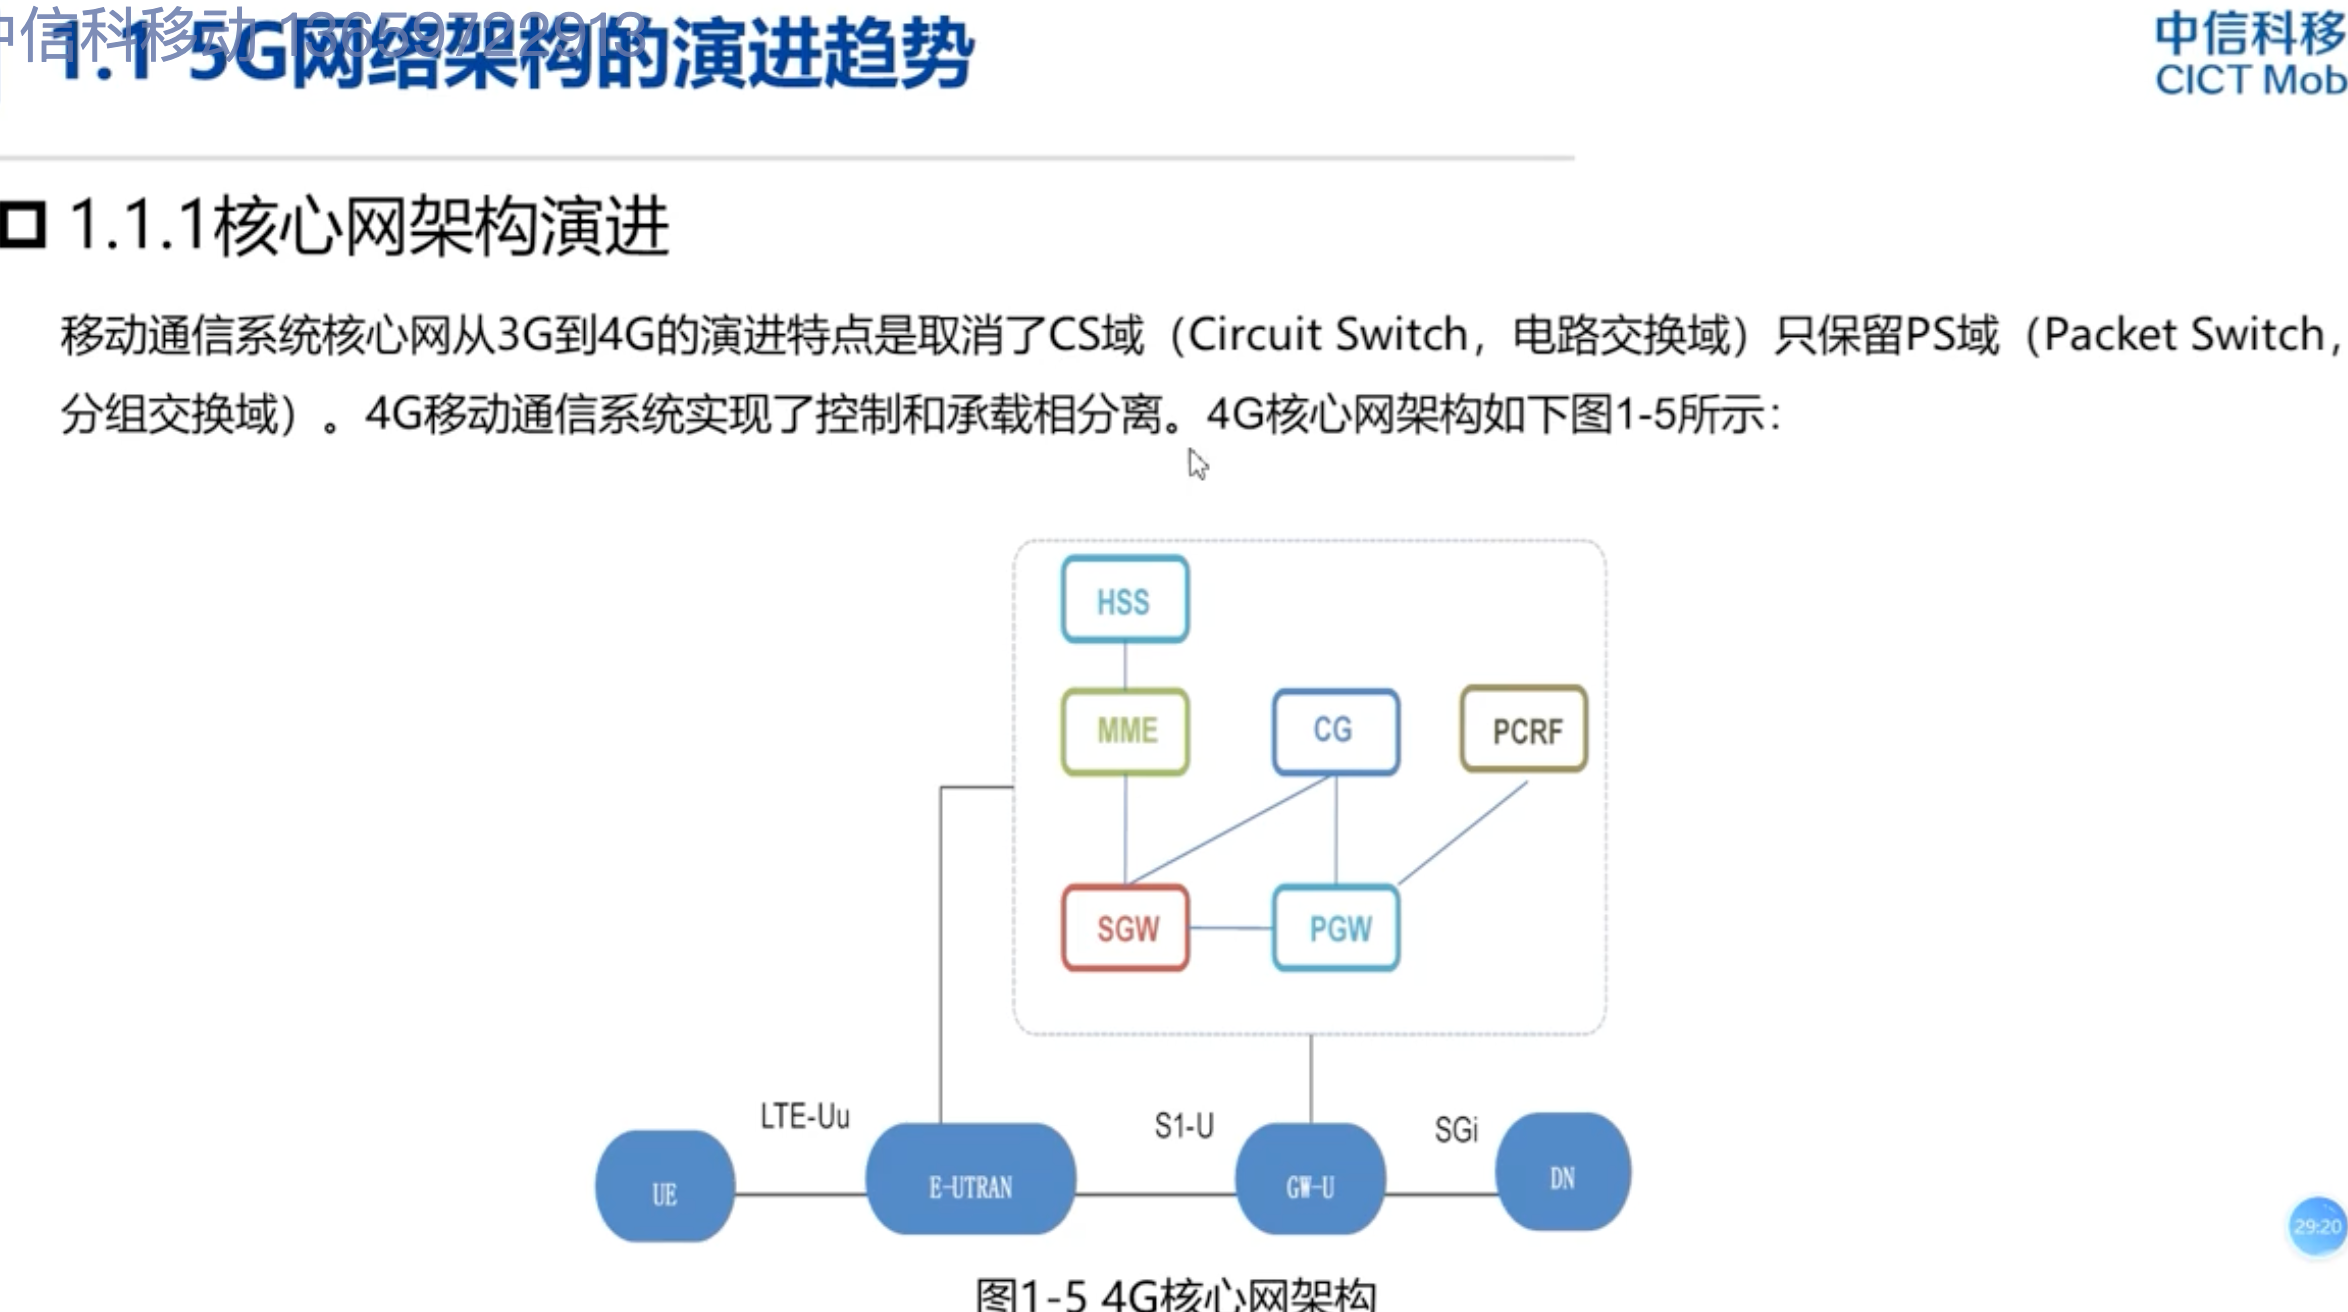 中信科移动 13659722913
1.1 5G网络架构的演进趋势
中信科移
CICT Mob
1.1.1核心网架构演进
移动通信系统核心网从3G到4G的演进特点是取消了CS域（Circuit Switch，电路交换域）只保留PS域（Packet Switch，
分组交换域）。4G移动通信系统实现了控制和承载相分离。4G核心网架构如下图1-5所示：
HSS
MME
CG
PCRF
SGW
PGW
LTE-Uu
S1-U
SGi
UE
E-UTRAN
GW-U
DN
29:20
图1-5 4G核心网架构